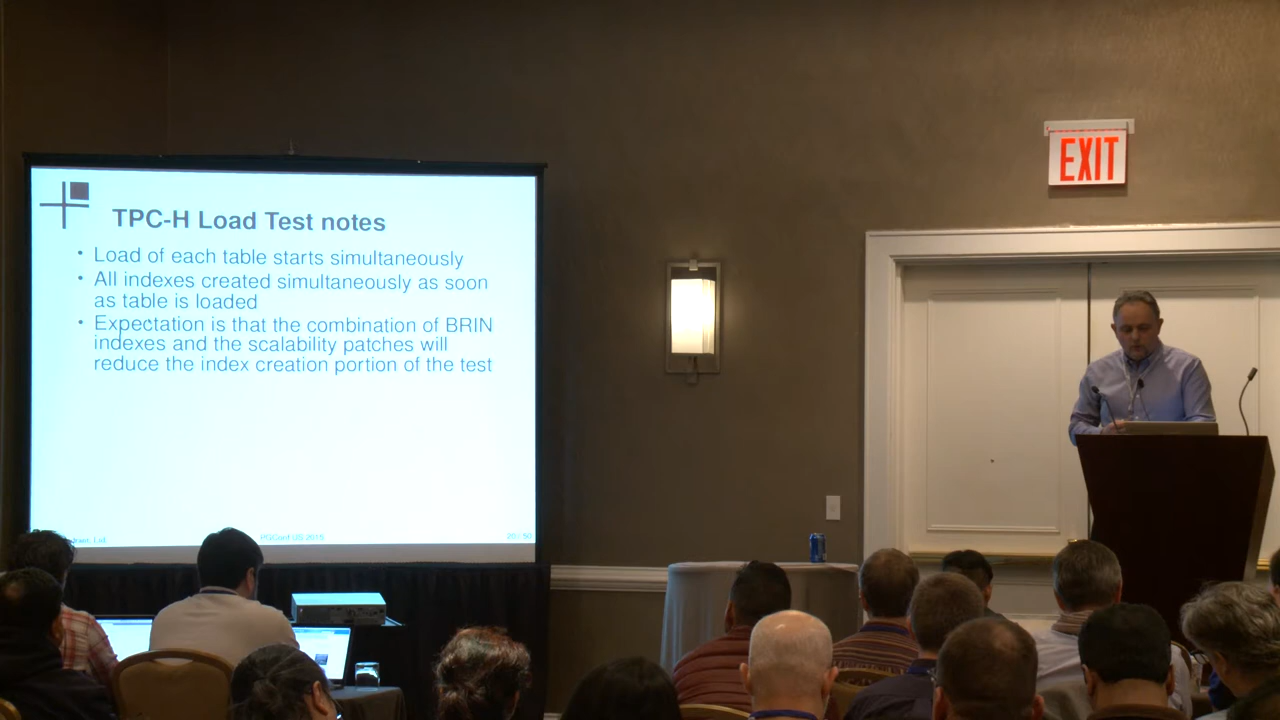 EXIT
TPC-H Load Test notes
• Load of each table starts simultaneously
• All indexes created simultaneously as soon
as table is loaded
• Expectation is that the combination of BRIN
indexes and the scalability patches will
reduce the index creation portion of the test
Ltd.
PGConf.US 2015